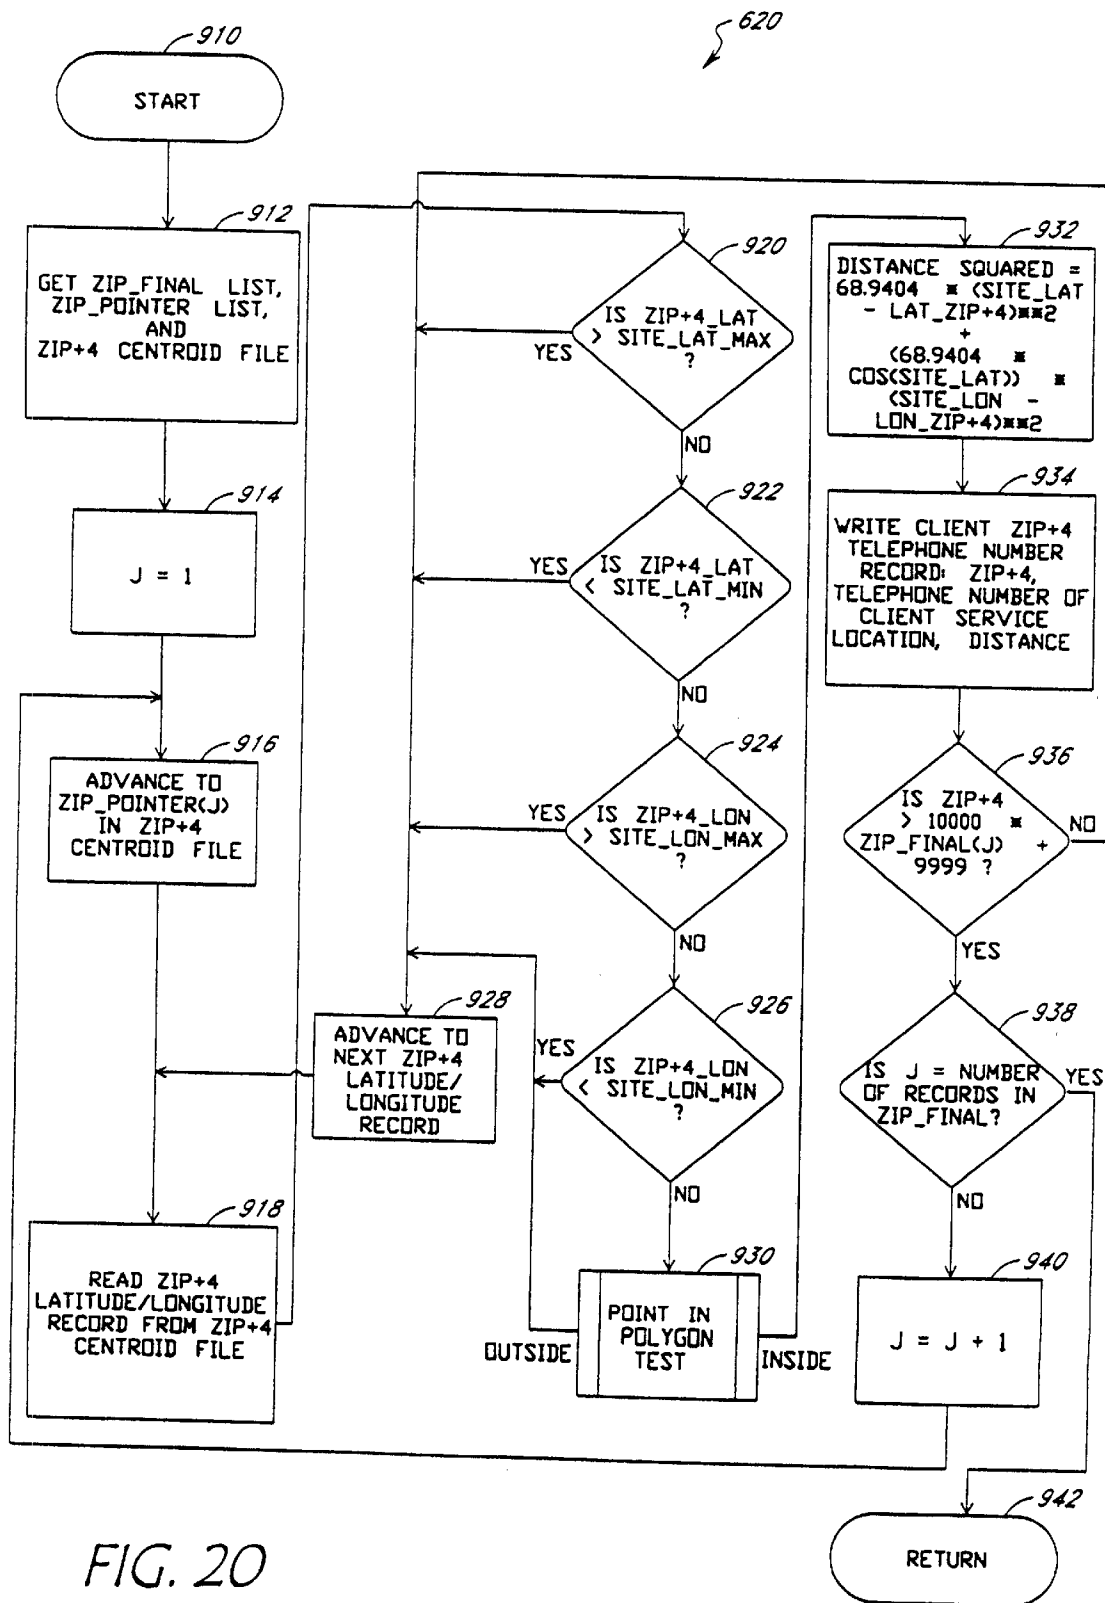 620
910
START
912
GET ZIP_FINAL LIST,
ZIP_POINTER LIST,
AND
ZIP+4 CENTROID FILE
914
J = 1
916
ADVANCE TO
ZIP_POINTER(J)
IN ZIP+4
CENTROID FILE
918
READ ZIP+4
LATITUDE/LONGITUDE
RECORD FROM ZIP+4
CENTROID FILE
920
IS ZIP+4_LAT
> SITE_LAT_MAX
?
YES
NO
922
IS ZIP+4_LAT
< SITE_LAT_MIN
?
YES
NO
924
IS ZIP+4_LON
> SITE_LON_MAX
?
YES
NO
926
IS ZIP+4_LON
< SITE_LON_MIN
?
YES
NO
928
ADVANCE TO
NEXT ZIP+4
LATITUDE/
LONGITUDE
RECORD
930
POINT IN
POLYGON
TEST
OUTSIDE
INSIDE
932
DISTANCE SQUARED =
68.9404 * (SITE_LAT
- LAT_ZIP+4)**2
+
(68.9404 *
COS(SITE_LAT)) *
(SITE_LON -
LON_ZIP+4)**2
934
WRITE CLIENT ZIP+4
TELEPHONE NUMBER
RECORD: ZIP+4,
TELEPHONE NUMBER OF
CLIENT SERVICE
LOCATION, DISTANCE
936
IS ZIP+4
> 10000 *
ZIP_FINAL(J) +
9999 ?
NO
YES
938
IS J = NUMBER
OF RECORDS IN
ZIP_FINAL?
YES
NO
940
J = J + 1
942
RETURN
FIG. 20